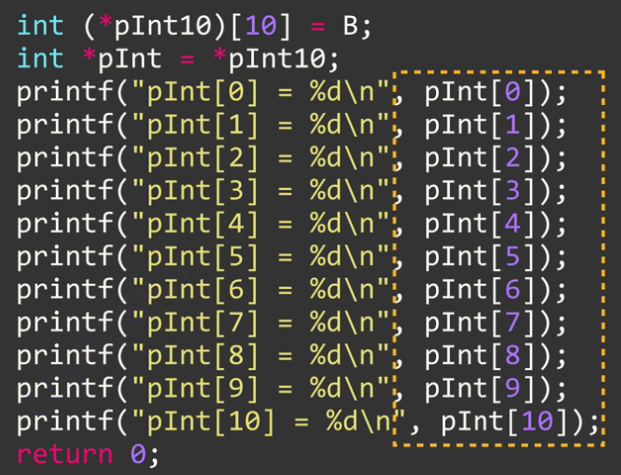 int (*pInt10)[10] = B;
int *pInt = *pInt10;
printf("pInt[0] = %d\n", pInt[0]);
printf("pInt[1] = %d\n", pInt[1]);
printf("pInt[2] = %d\n", pInt[2]);
printf("pInt[3] = %d\n", pInt[3]);
printf("pInt[4] = %d\n", pInt[4]);
printf("pInt[5] = %d\n", pInt[5]);
printf("pInt[6] = %d\n", pInt[6]);
printf("pInt[7] = %d\n", pInt[7]);
printf("pInt[8] = %d\n", pInt[8]);
printf("pInt[9] = %d\n", pInt[9]);
printf("pInt[10] = %d\n", pInt[10]);
return 0;